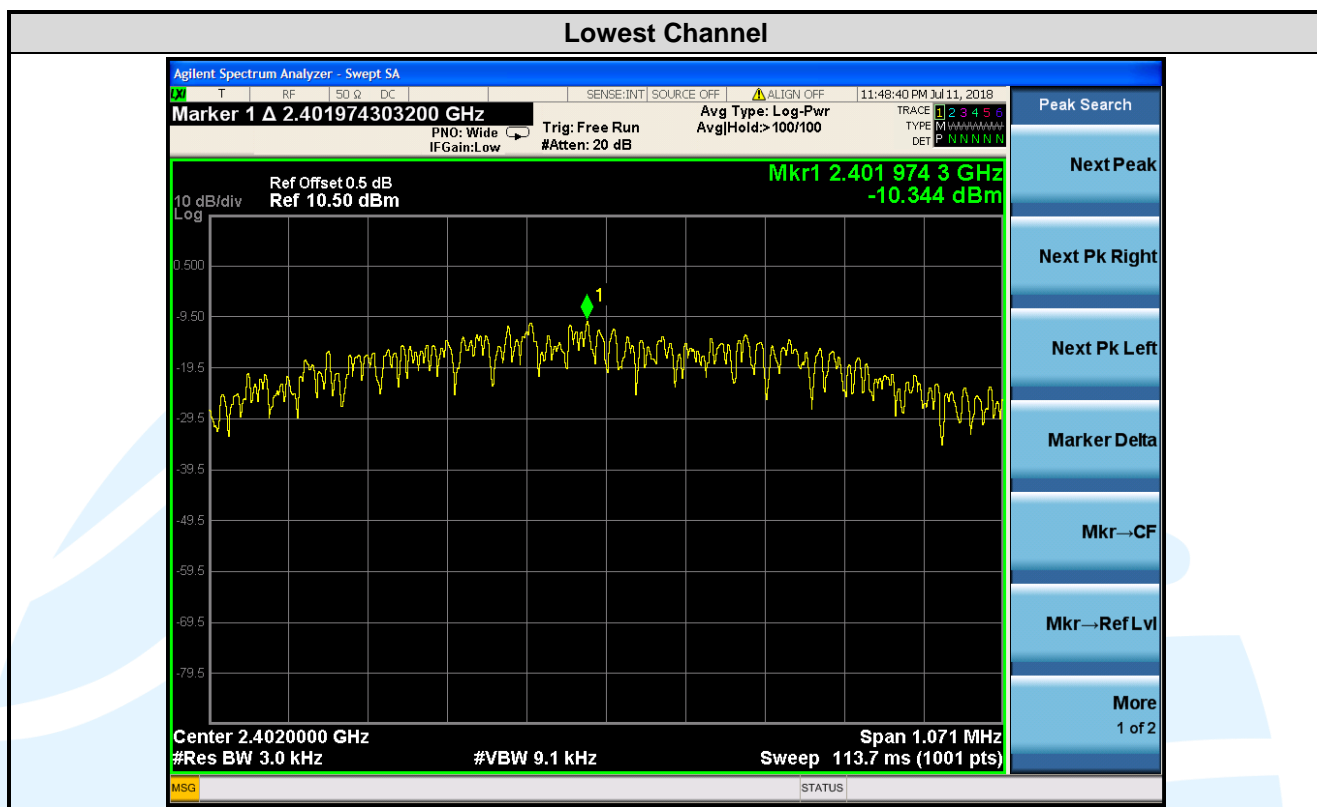 Lowest Channel
Agilent Spectrum Analyzer - Swept SA
LXI T RF 50 Ω DC SENSE:INT SOURCE OFF ALIGN OFF 11:48:40 PM Jul 11, 2018
Marker 1 Δ 2.401974303200 GHz
PNO: Wide
IFGain:Low
Trig: Free Run
#Atten: 20 dB
Avg Type: Log-Pwr
Avg|Hold:>100/100
TRACE 1 2 3 4 5 6
TYPE M WWWWW
DET P N N N N N
Mkr1 2.401 974 3 GHz
-10.344 dBm
Ref Offset 0.5 dB
10 dB/div Ref 10.50 dBm
Log
0.500
-9.50
-19.5
-29.5
-39.5
-49.5
-59.5
-69.5
-79.5
1
Center 2.4020000 GHz Span 1.071 MHz
#Res BW 3.0 kHz #VBW 9.1 kHz Sweep 113.7 ms (1001 pts)
MSG STATUS
Peak Search
Next Peak
Next Pk Right
Next Pk Left
Marker Delta
Mkr→CF
Mkr→Ref Lvl
More
1 of 2